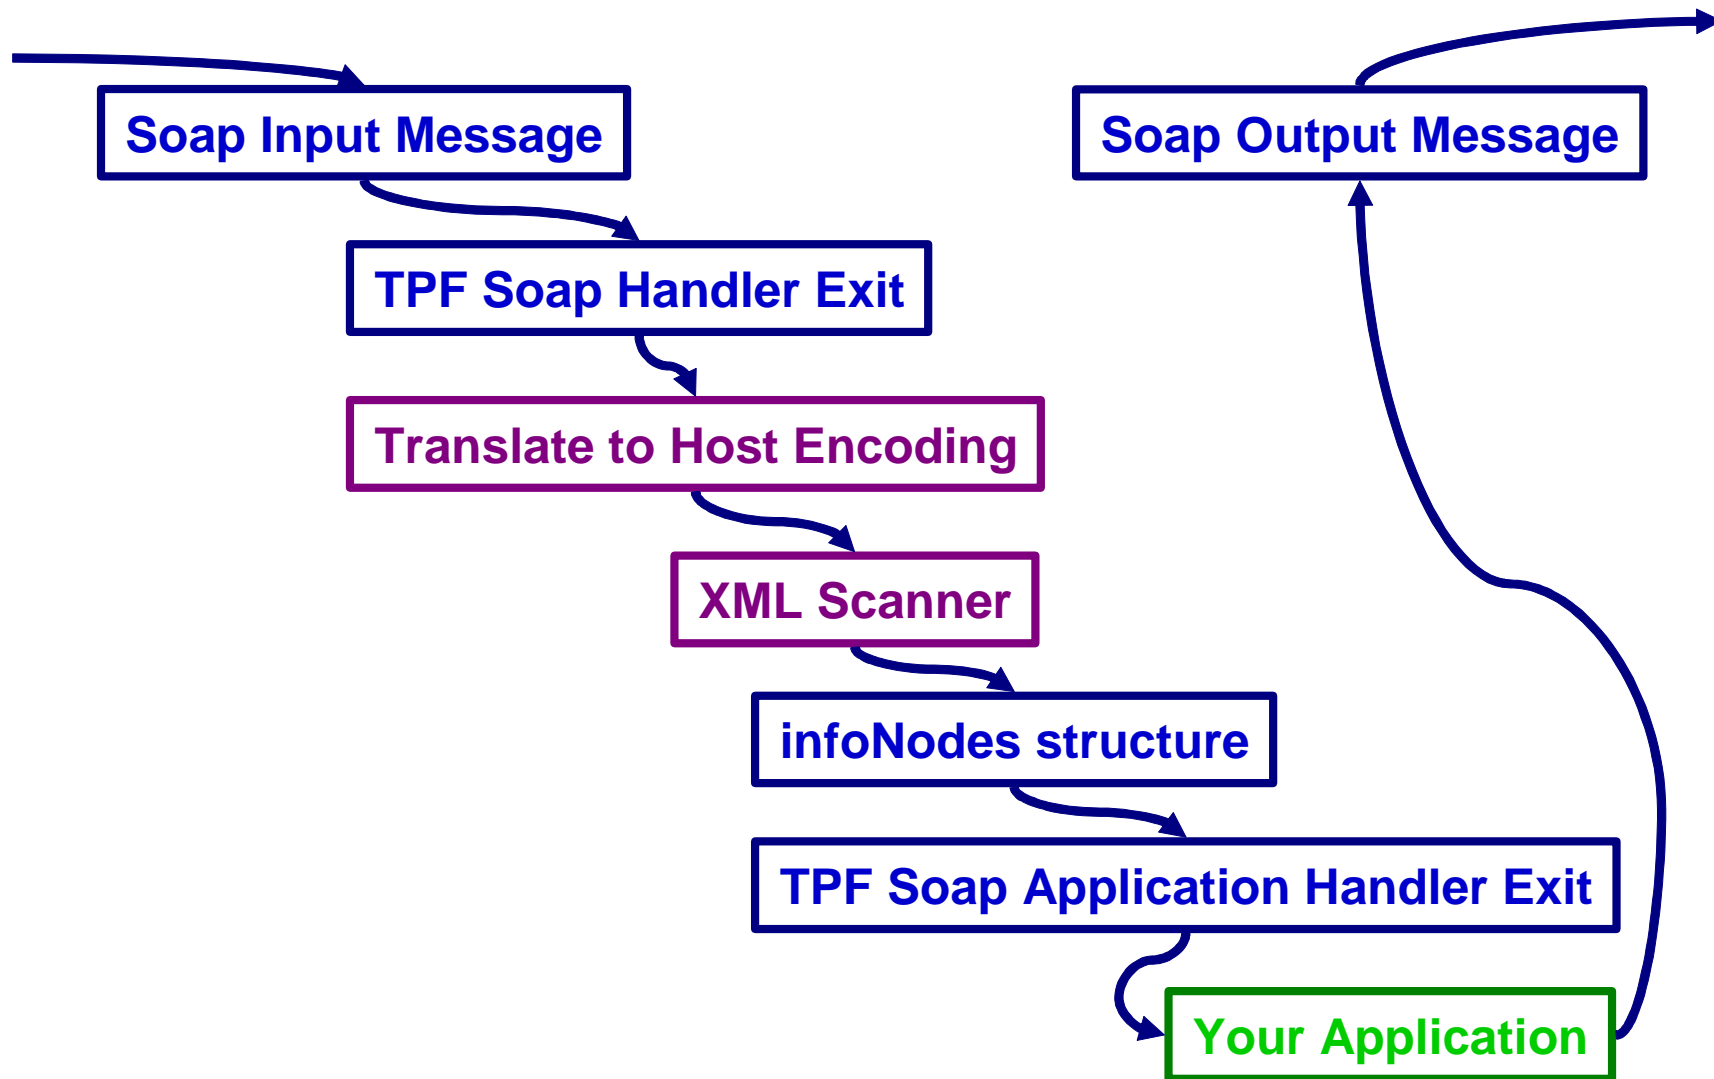 Soap Input Message
Soap Output Message
TPF Soap Handler Exit
Translate to Host Encoding
XML Scanner
infoNodes structure
TPF Soap Application Handler Exit
Your Application